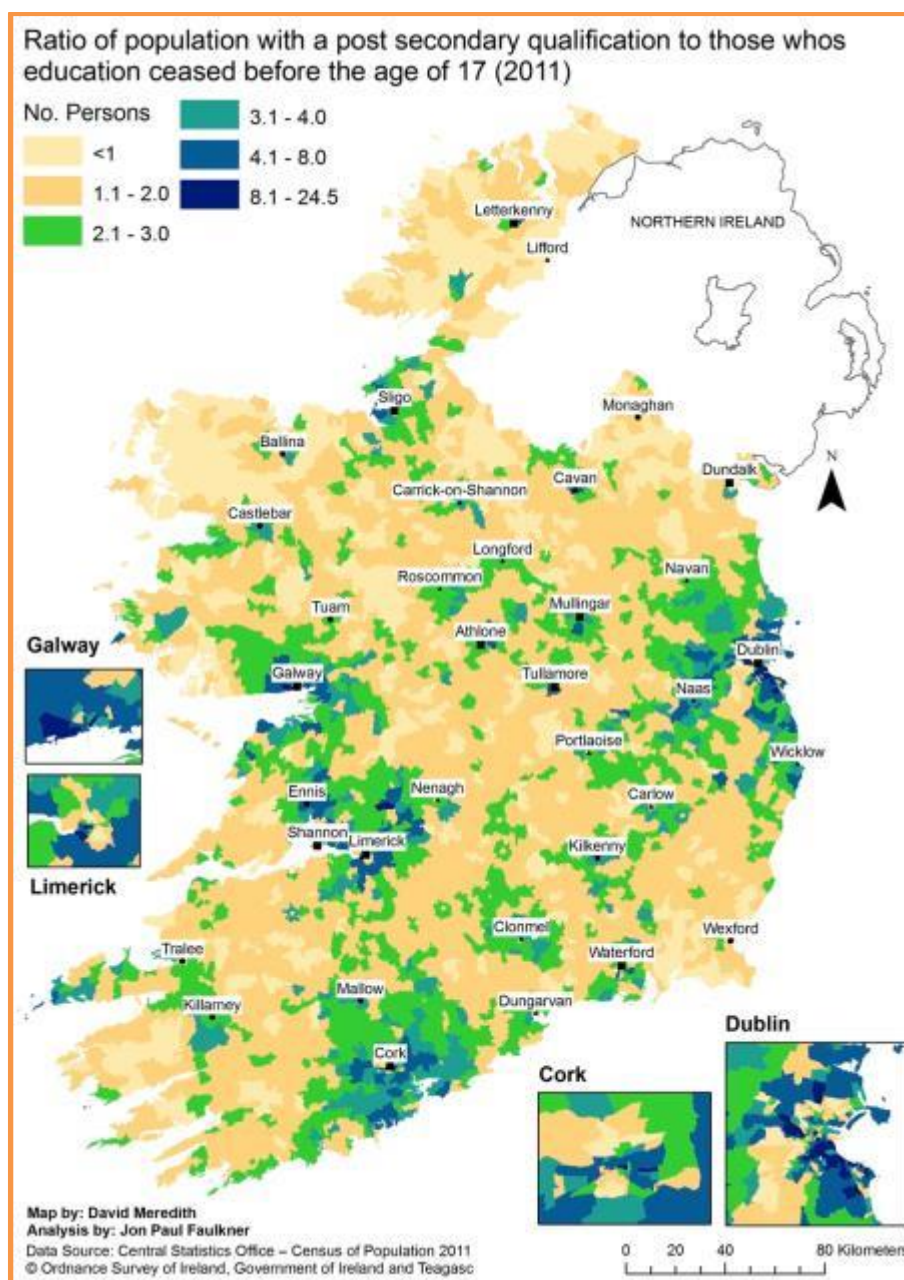 Ratio of population with a post secondary qualification to those whos
education ceased before the age of 17 (2011)
No. Persons
<1
1.1 - 2.0
2.1 - 3.0
3.1 - 4.0
4.1 - 8.0
8.1 - 24.5
NORTHERN IRELAND
Letterkenny
Lifford
Sligo
Monaghan
Ballina
N
Dundalk
Cavan
Carrick-on-Shannon
Castlebar
Longford
Navan
Roscommon
Tuam
Mullingar
Athlone
Galway
Dublin
Galway
Tullamore
Naas
Portlaoise
Wicklow
Ennis
Nenagh
Carlow
Shannon
Limerick
Kilkenny
Limerick
Clonmel
Wexford
Tralee
Waterford
Mallow
Killarney
Dungarvan
Dublin
Cork
Cork
Map by: David Meredith
Analysis by: Jon Paul Faulkner
Data Source: Central Statistics Office – Census of Population 2011
© Ordnance Survey of Ireland, Government of Ireland and Teagasc
0 20 40 80 Kilometers